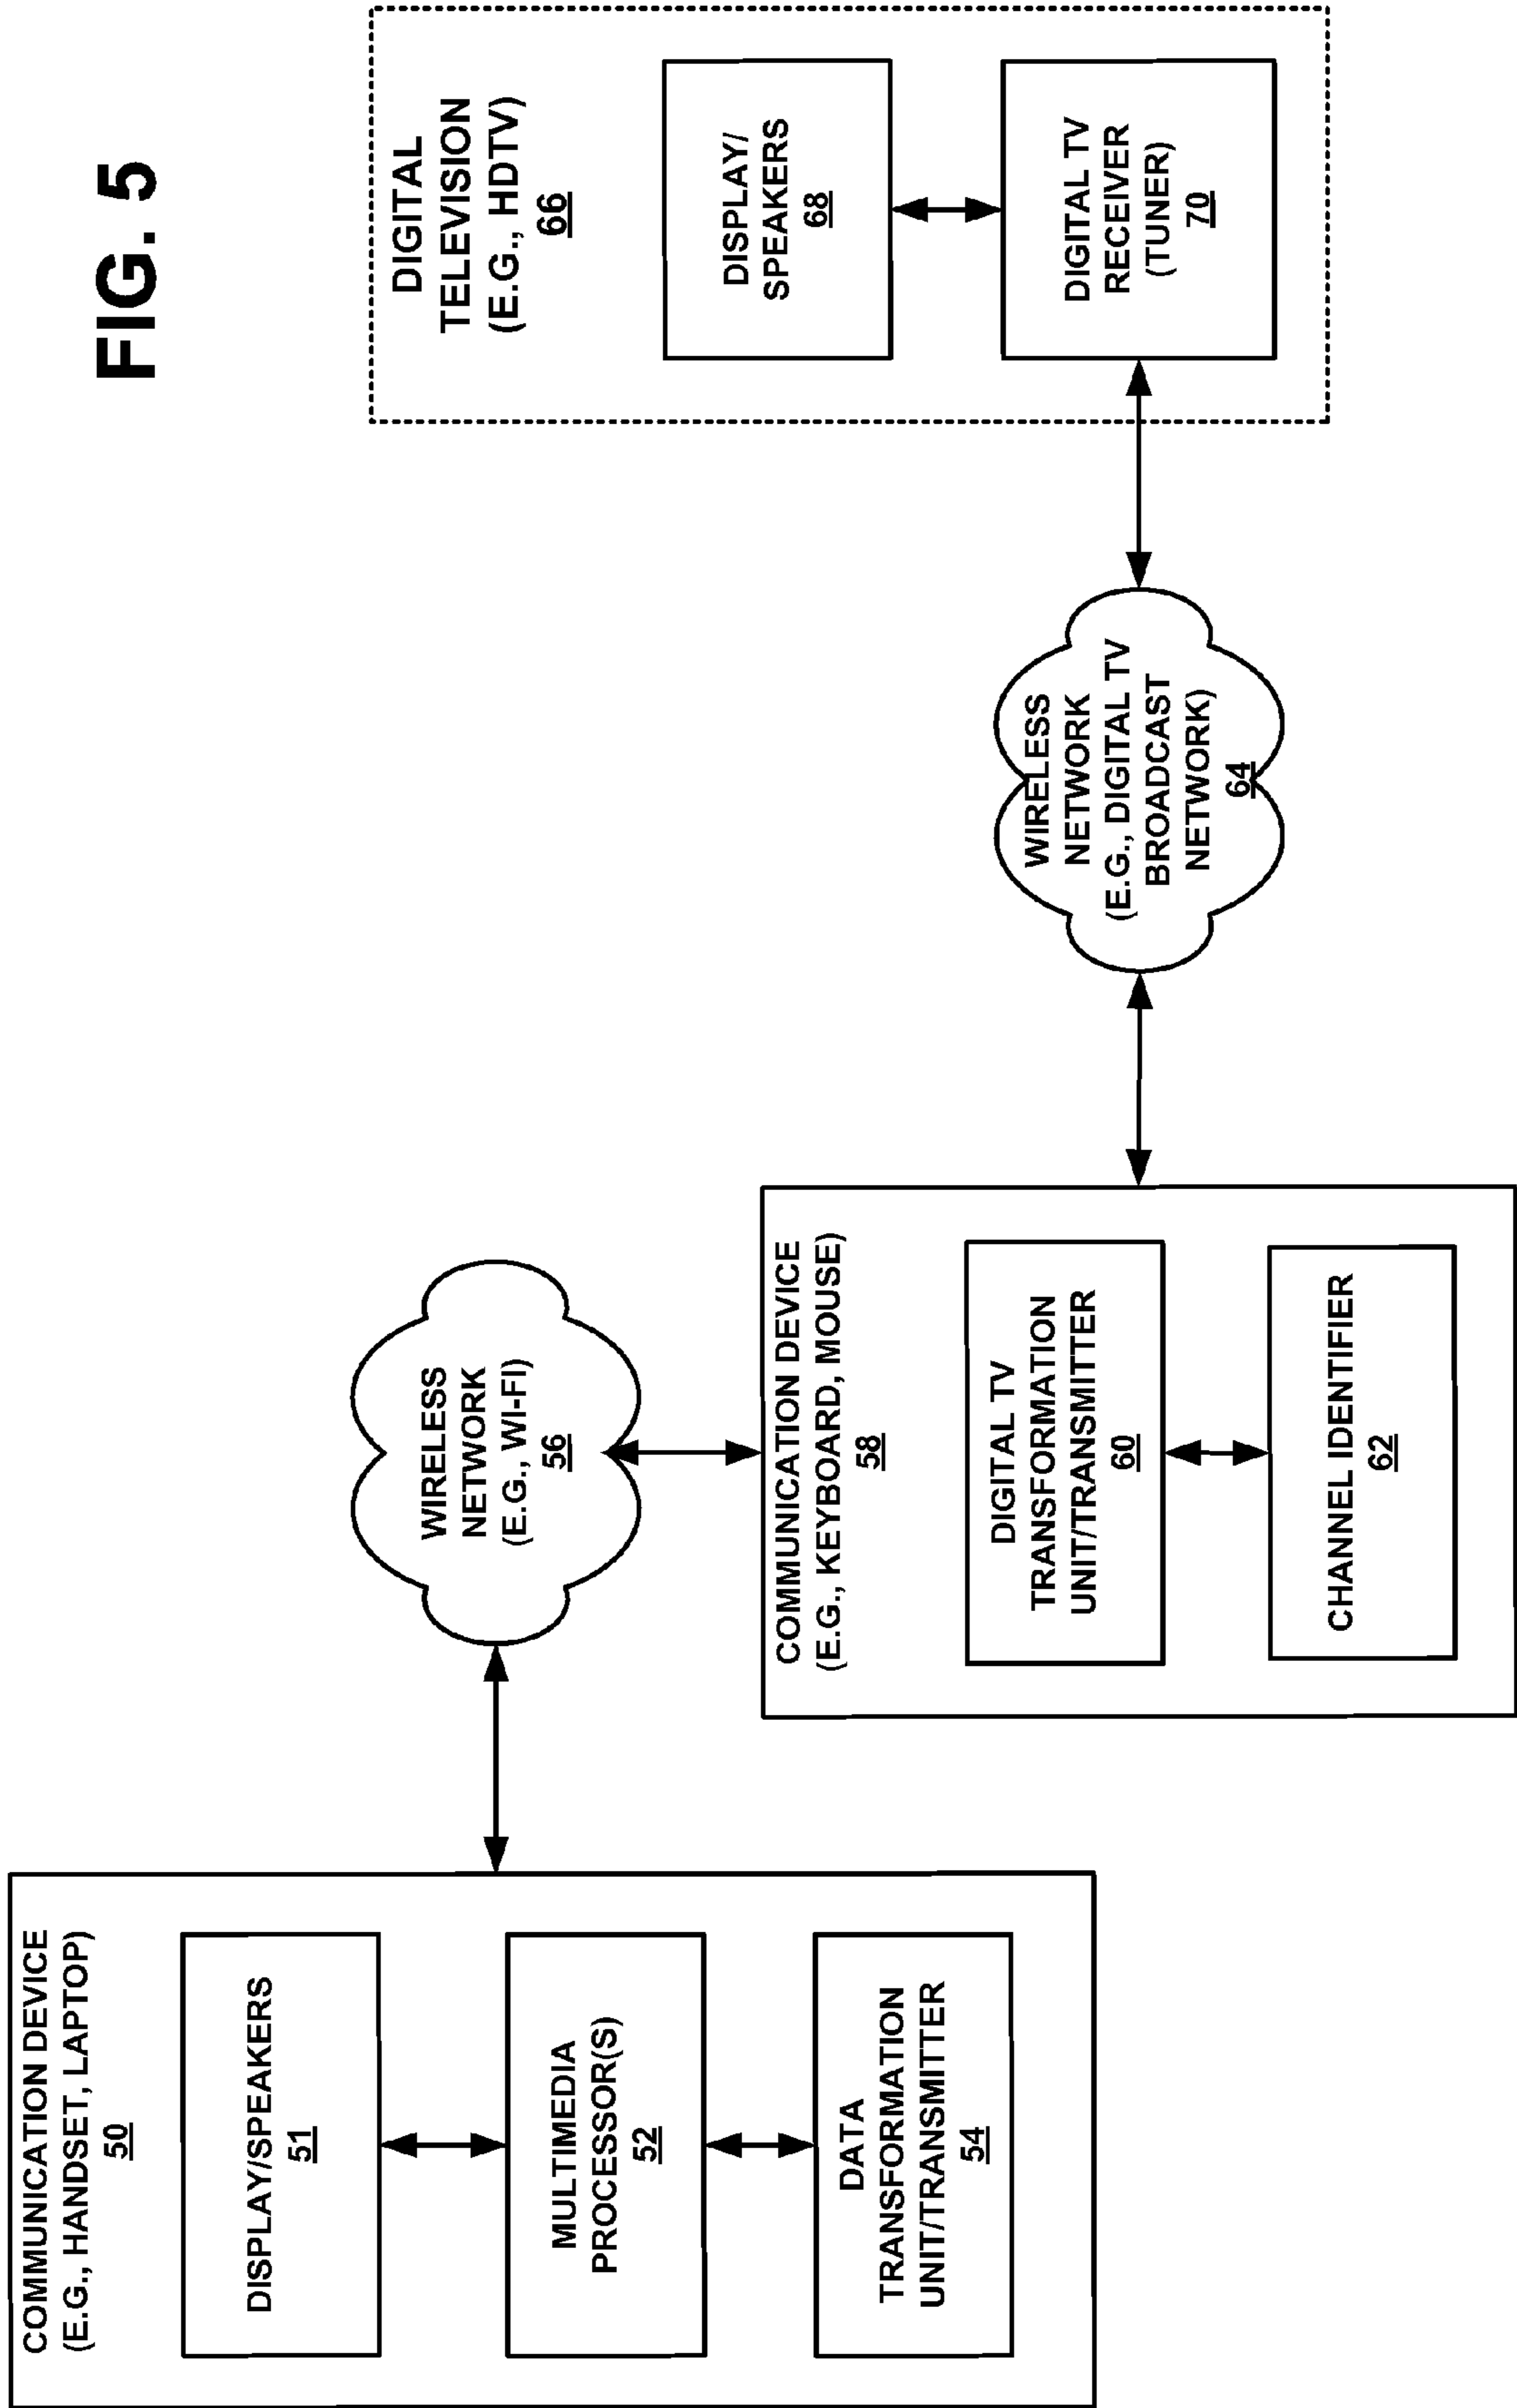 FIG. 5
COMMUNICATION DEVICE
(E.G., HANDSET, LAPTOP)
50
DISPLAY/SPEAKERS
51
MULTIMEDIA
PROCESSOR(S)
52
DATA
TRANSFORMATION
UNIT/TRANSMITTER
54
WIRELESS
NETWORK
(E.G., WI-FI)
56
COMMUNICATION DEVICE
(E.G., KEYBOARD, MOUSE)
58
DIGITAL TV
TRANSFORMATION
UNIT/TRANSMITTER
60
CHANNEL IDENTIFIER
62
WIRELESS
NETWORK
(E.G., DIGITAL TV
BROADCAST
NETWORK)
64
DIGITAL
TELEVISION
(E.G., HDTV)
66
DISPLAY/
SPEAKERS
68
DIGITAL TV
RECEIVER
(TUNER)
70